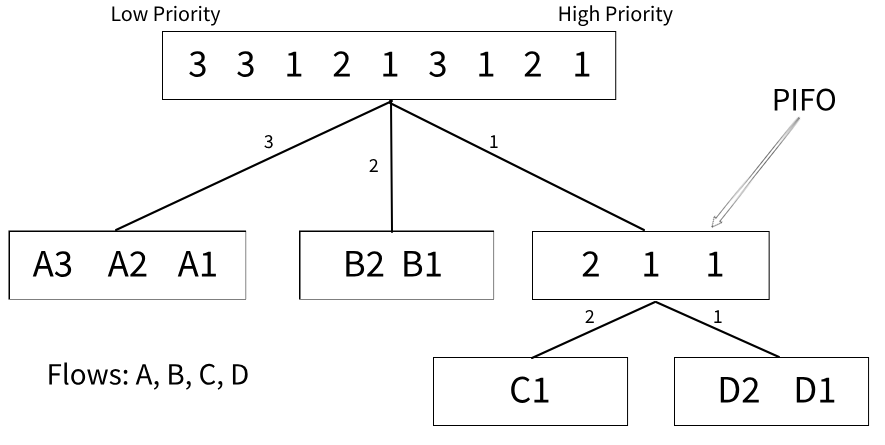 Low Priority High Priority
3 3 1 2 1 3 1 2 1
PIFO
3 2 1
A3 A2 A1
B2 B1
2 1 1
2 1
Flows: A, B, C, D
C1
D2 D1